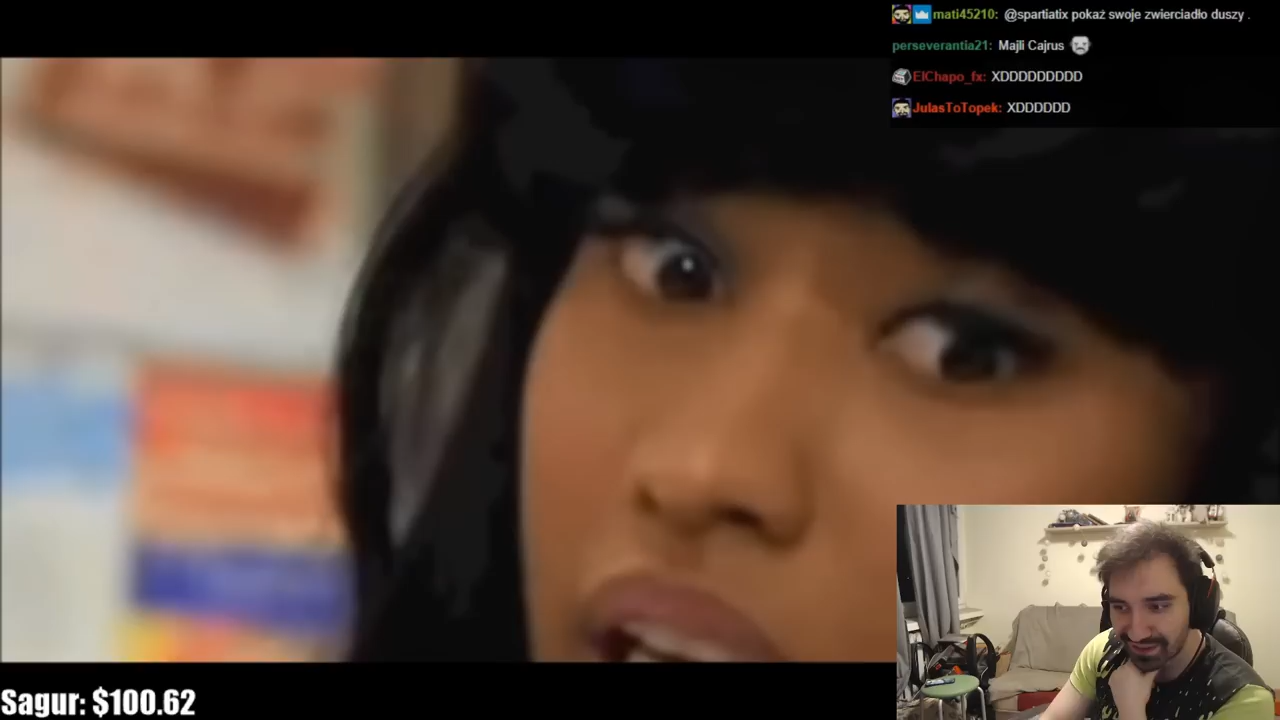 mati45210: @spartiatix pokaż swoje zwierciadło duszy .
perseverantia21: Majli Cajrus
ElChapo_fx: XDDDDDDDDD
JulasToTopek: XDDDDDD
Sagur: $100.62